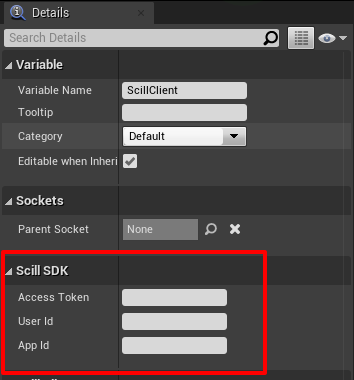 Details
Search Details
Variable
Variable Name ScillClient
Tooltip
Category Default
Editable when Inheri
Sockets
Parent Socket None
Scill SDK
Access Token
User Id
App Id